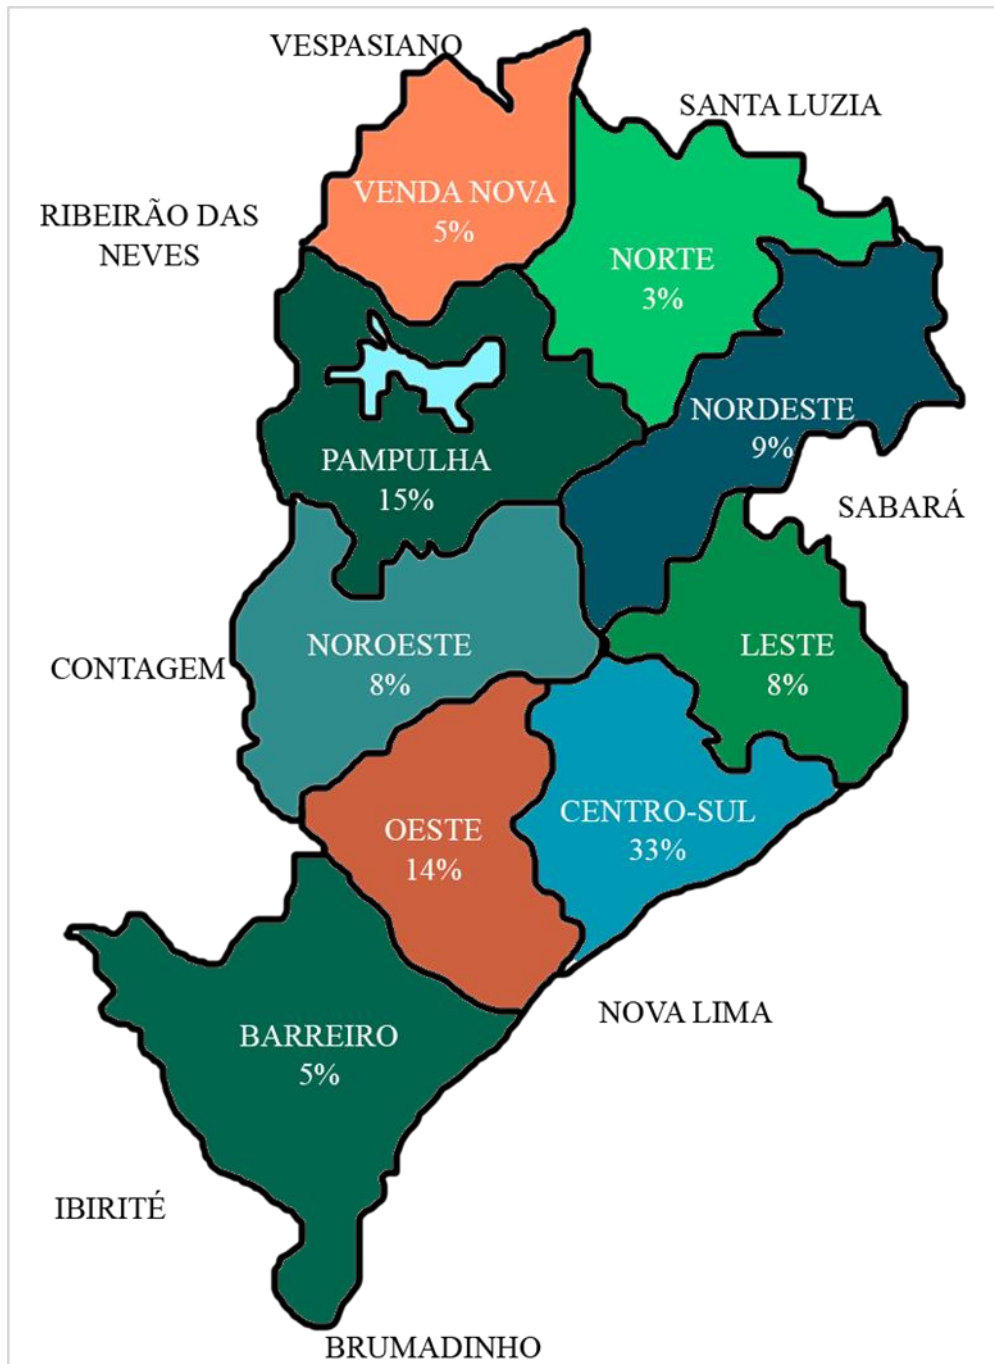 VESPASIANO
SANTA LUZIA
VENDA NOVA
5%
RIBEIRÃO DAS
NEVES
NORTE
3%
NORDESTE
9%
PAMPULHA
15%
SABARÁ
NOROESTE
8%
LESTE
8%
CONTAGEM
CENTRO-SUL
33%
OESTE
14%
NOVA LIMA
BARREIRO
5%
IBIRITÉ
BRUMADINHO